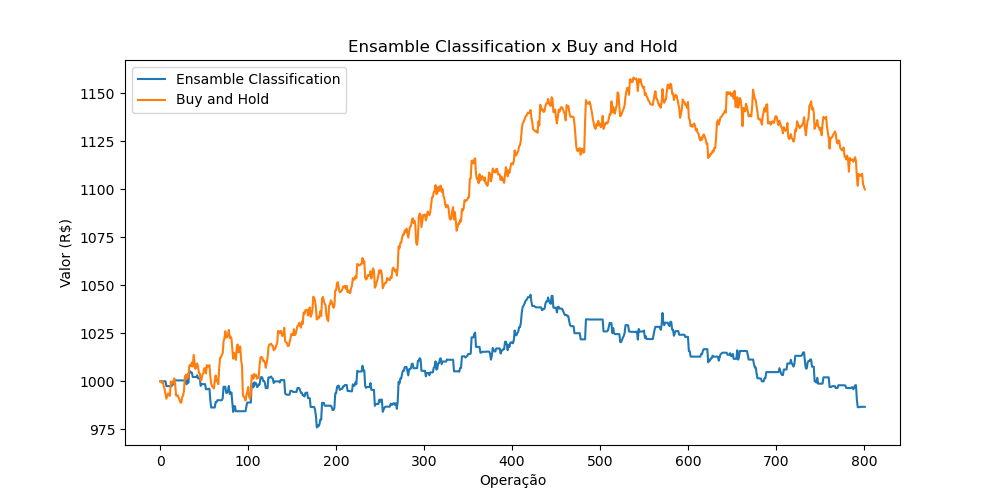 Ensamble Classification x Buy and Hold
Ensamble Classification
Buy and Hold
Valor (R$)
1150
1125
1100
1075
1050
1025
1000
975
0 100 200 300 400 500 600 700 800
Operação